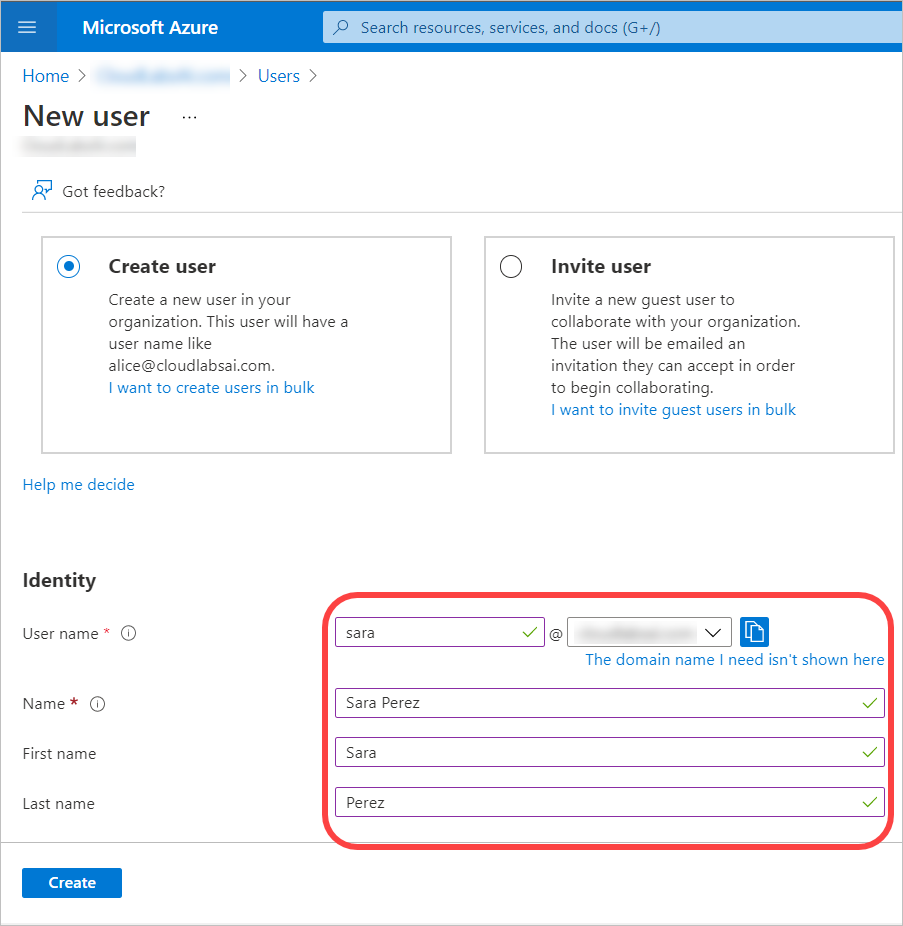 Microsoft Azure
Search resources, services, and docs (G+/)
Home > > Users >
New user ...
Got feedback?
Create user
Create a new user in your
organization. This user will have a
user name like
alice@cloudlabsai.com.
I want to create users in bulk
Invite user
Invite a new guest user to
collaborate with your organization.
The user will be emailed an
invitation they can accept in order
to begin collaborating.
I want to invite guest users in bulk
Help me decide
Identity
User name *
sara @
The domain name I need isn't shown here
Name *
Sara Perez
First name
Sara
Last name
Perez
Create